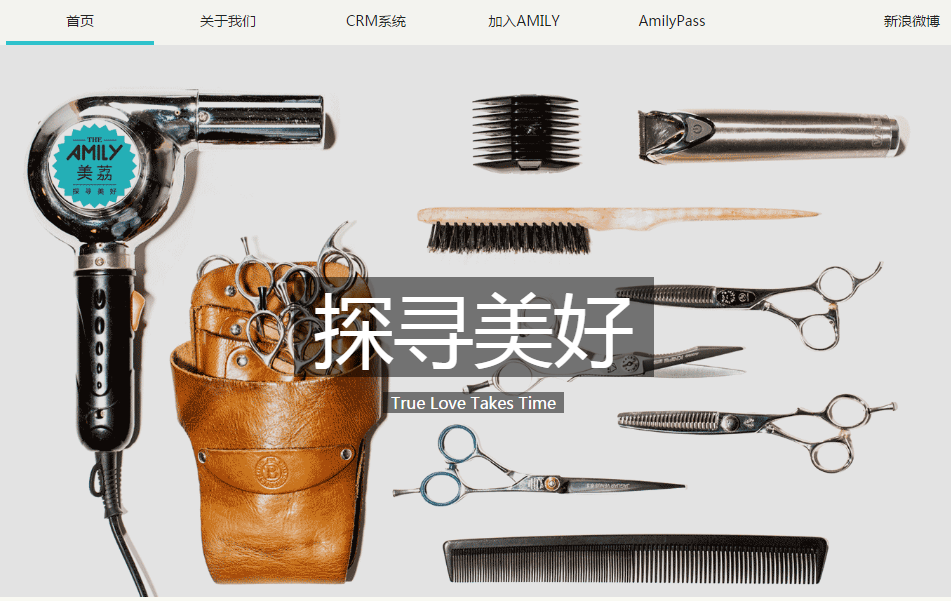 首页
关于我们
CRM系统
加入AMILY
AmilyPass
新浪微博
THE
AMILY
美荔
探寻美好
探寻美好
True Love Takes Time